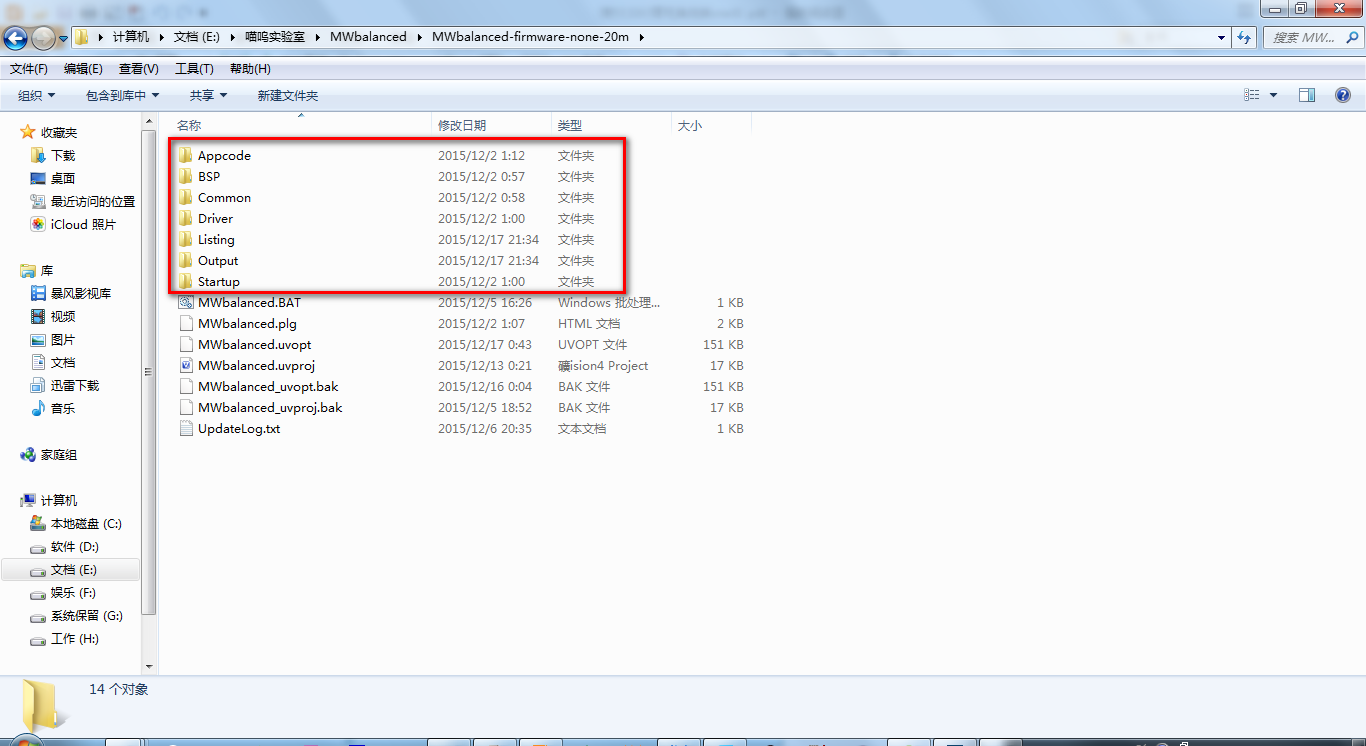 计算机 文档 (E:) 喵呜实验室 MWbalanced MWbalanced-firmware-none-20m 搜索 MW...
文件(F) 编辑(E) 查看(V) 工具(T) 帮助(H)
组织 包含到库中 共享 新建文件夹
收藏夹
下载
桌面
最近访问的位置
iCloud 照片
库
暴风影视库
视频
图片
文档
迅雷下载
音乐
家庭组
计算机
本地磁盘 (C:)
软件 (D:)
文档 (E:)
娱乐 (F:)
系统保留 (G:)
工作 (H:)
名称 修改日期 类型 大小
Appcode 2015/12/2 1:12 文件夹
BSP 2015/12/2 0:57 文件夹
Common 2015/12/2 0:58 文件夹
Driver 2015/12/2 1:00 文件夹
Listing 2015/12/17 21:34 文件夹
Output 2015/12/17 21:34 文件夹
Startup 2015/12/2 1:00 文件夹
MWbalanced.BAT 2015/12/5 16:26 Windows 批处理... 1 KB
MWbalanced.plg 2015/12/2 1:07 HTML 文档 2 KB
MWbalanced.uvopt 2015/12/17 0:43 UVOPT 文件 151 KB
MWbalanced.uvproj 2015/12/13 0:21 礦ision4 Project 17 KB
MWbalanced_uvopt.bak 2015/12/16 0:04 BAK 文件 151 KB
MWbalanced_uvproj.bak 2015/12/5 18:52 BAK 文件 17 KB
UpdateLog.txt 2015/12/6 20:35 文本文档 1 KB
14 个对象